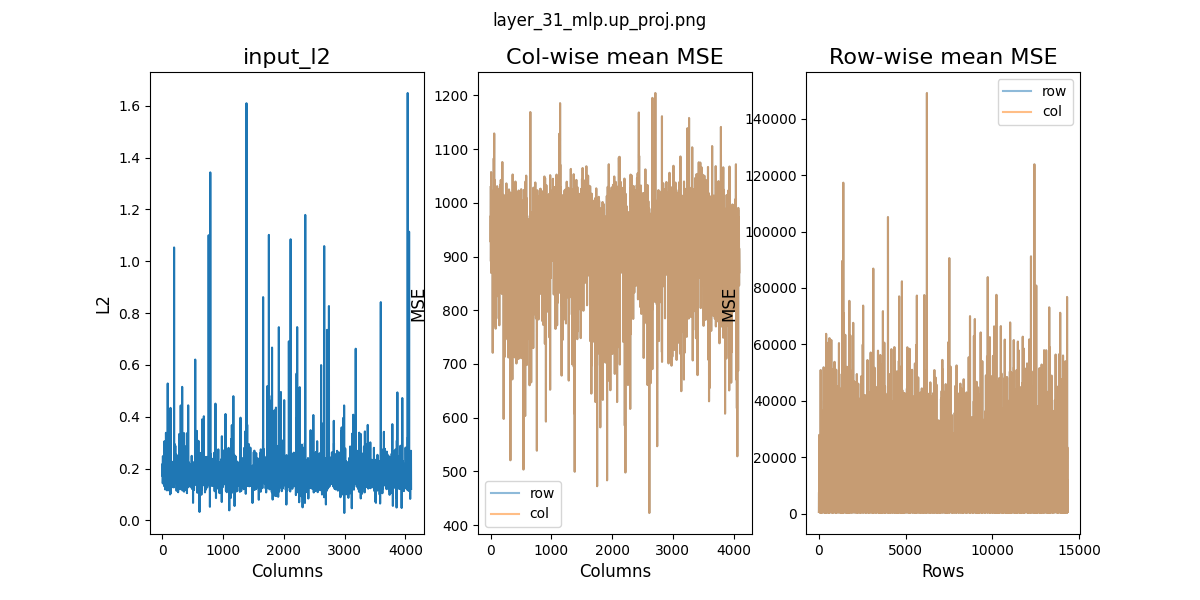 layer_31_mlp.up_proj.png
input_l2
L2
1.6
1.4
1.2
1.0
0.8
0.6
0.4
0.2
0.0
0
1000
2000
3000
4000
Columns
Col-wise mean MSE
MSE
1200
1100
1000
900
800
700
600
500
400
row
col
0
1000
2000
3000
4000
Columns
Row-wise mean MSE
MSE
140000
120000
100000
80000
60000
40000
20000
0
row
col
0
5000
10000
15000
Rows